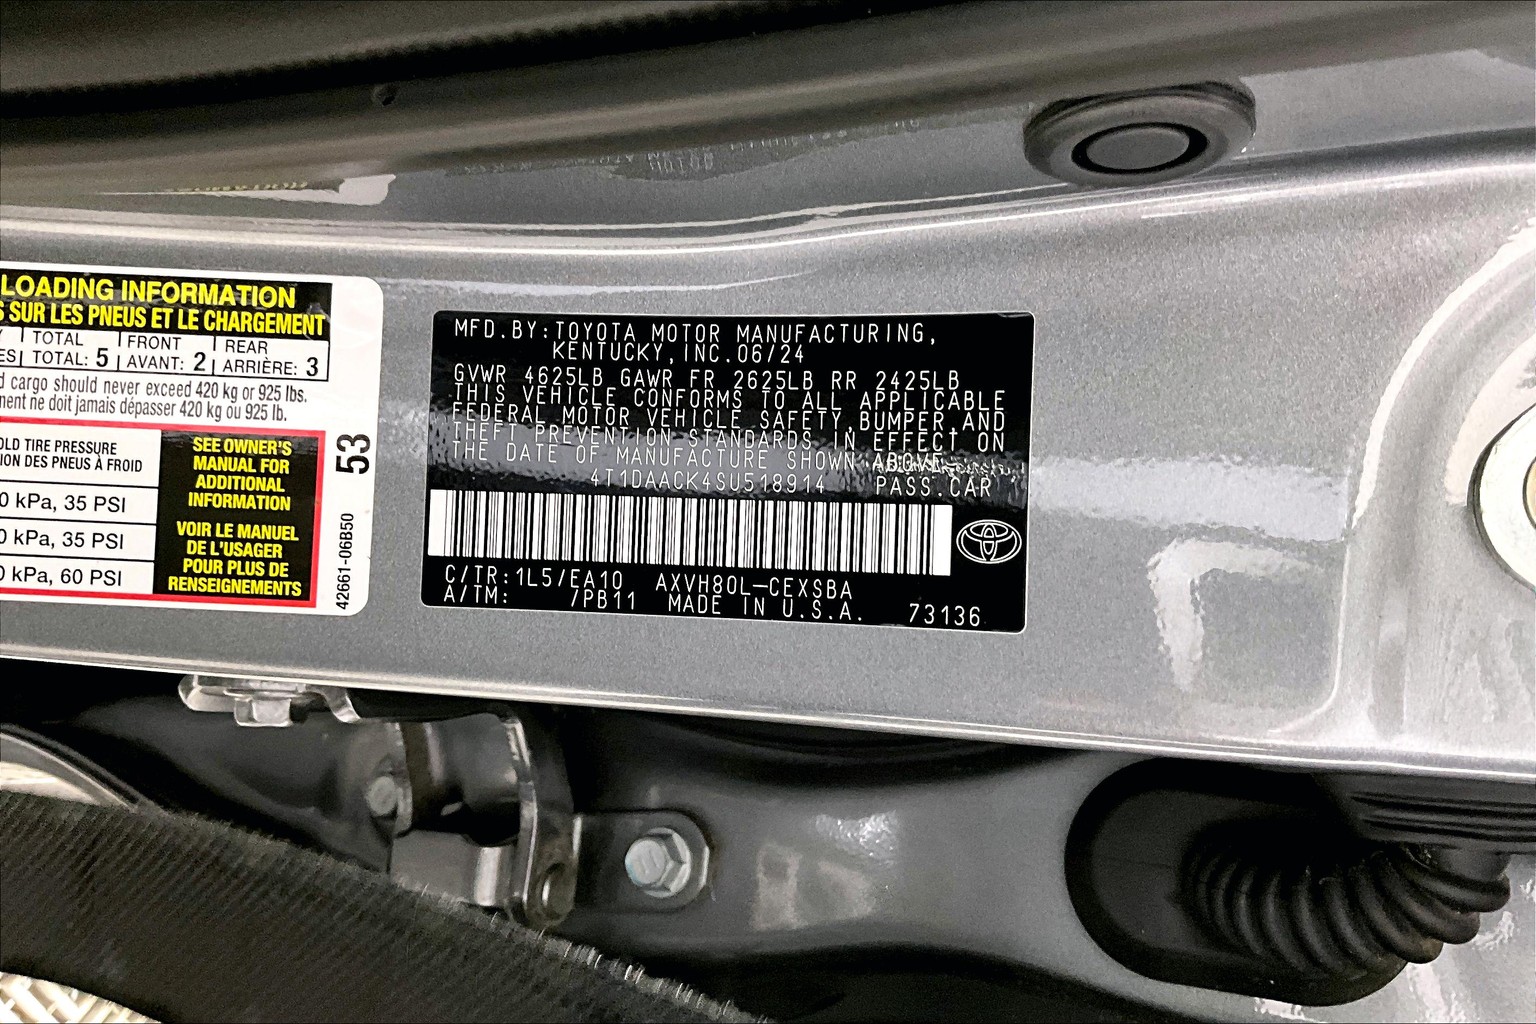 LOADING INFORMATION
SUR LES PNEUS ET LE CHARGEMENT
TOTAL FRONT REAR
TOTAL: 5 AVANT: 2 ARRIÈRE: 3
cargo should never exceed 420 kg or 925 lbs.
ne doit jamais dépasser 420 kg ou 925 lb.
OLD TIRE PRESSURE
ION DES PNEUS À FROID
0 kPa, 35 PSI
0 kPa, 35 PSI
0 kPa, 60 PSI
SEE OWNER'S
MANUAL FOR
ADDITIONAL
INFORMATION
VOIR LE MANUEL
DE L'USAGER
POUR PLUS DE
RENSEIGNEMENTS
53
42661-06B50
MFD.BY:TOYOTA MOTOR MANUFACTURING,
KENTUCKY,INC.06/24
GVWR 4625LB GAWR FR 2625LB RR 2425LB
THIS VEHICLE CONFORMS TO ALL APPLICABLE
FEDERAL MOTOR VEHICLE SAFETY,BUMPER,AND
THEFT PREVENTION STANDARDS IN EFFECT ON
THE DATE OF MANUFACTURE SHOWN ABOVE.
4T1DAACK4SU518914 PASS.CAR
C/TR:1L5/EA10 AXVH80L-CEXSBA
A/TM: 7PB11 MADE IN U.S.A. 73136